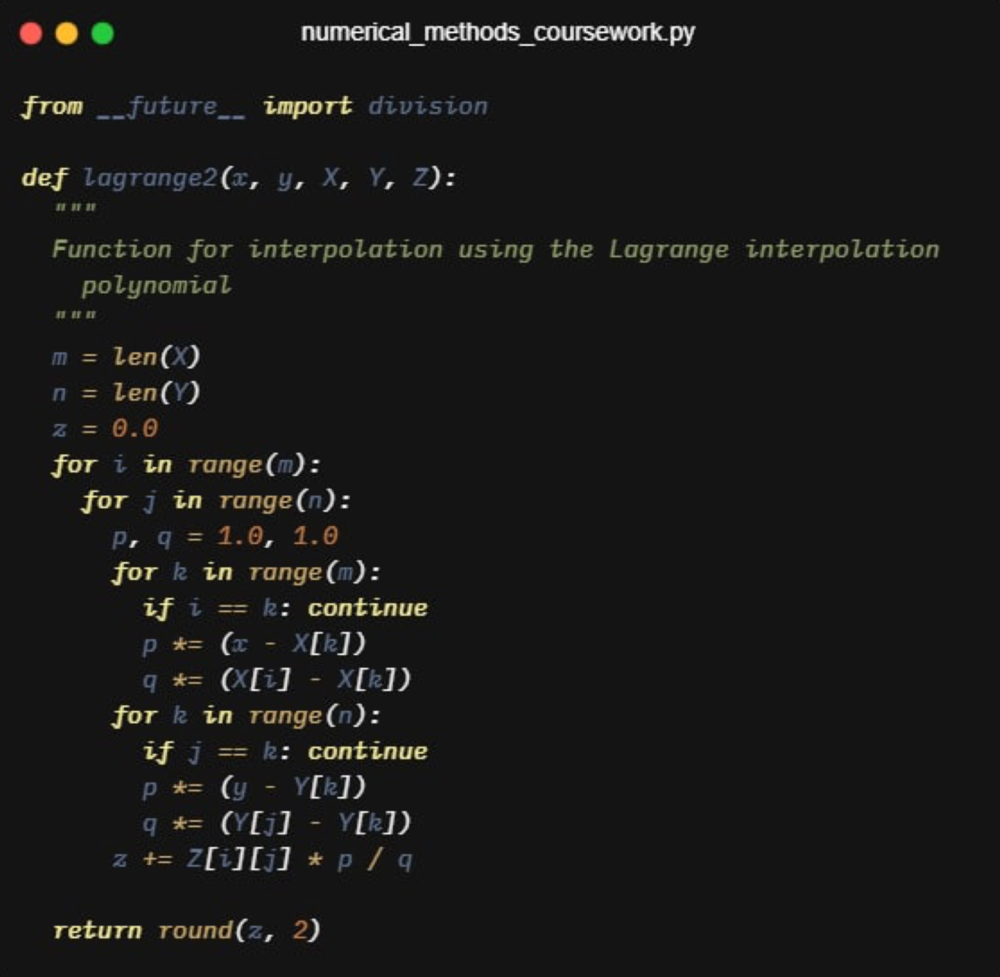 numerical_methods_coursework.py
from __future__ import division
def lagrange2(x, y, X, Y, Z):
"""
Function for interpolation using the Lagrange interpolation
polynomial
"""
m = len(X)
n = len(Y)
z = 0.0
for i in range(m):
for j in range(n):
p, q = 1.0, 1.0
for k in range(m):
if i == k: continue
p *= (x - X[k])
q *= (X[i] - X[k])
for k in range(n):
if j == k: continue
p *= (y - Y[k])
q *= (Y[j] - Y[k])
z += Z[i][j] * p / q
return round(z, 2)